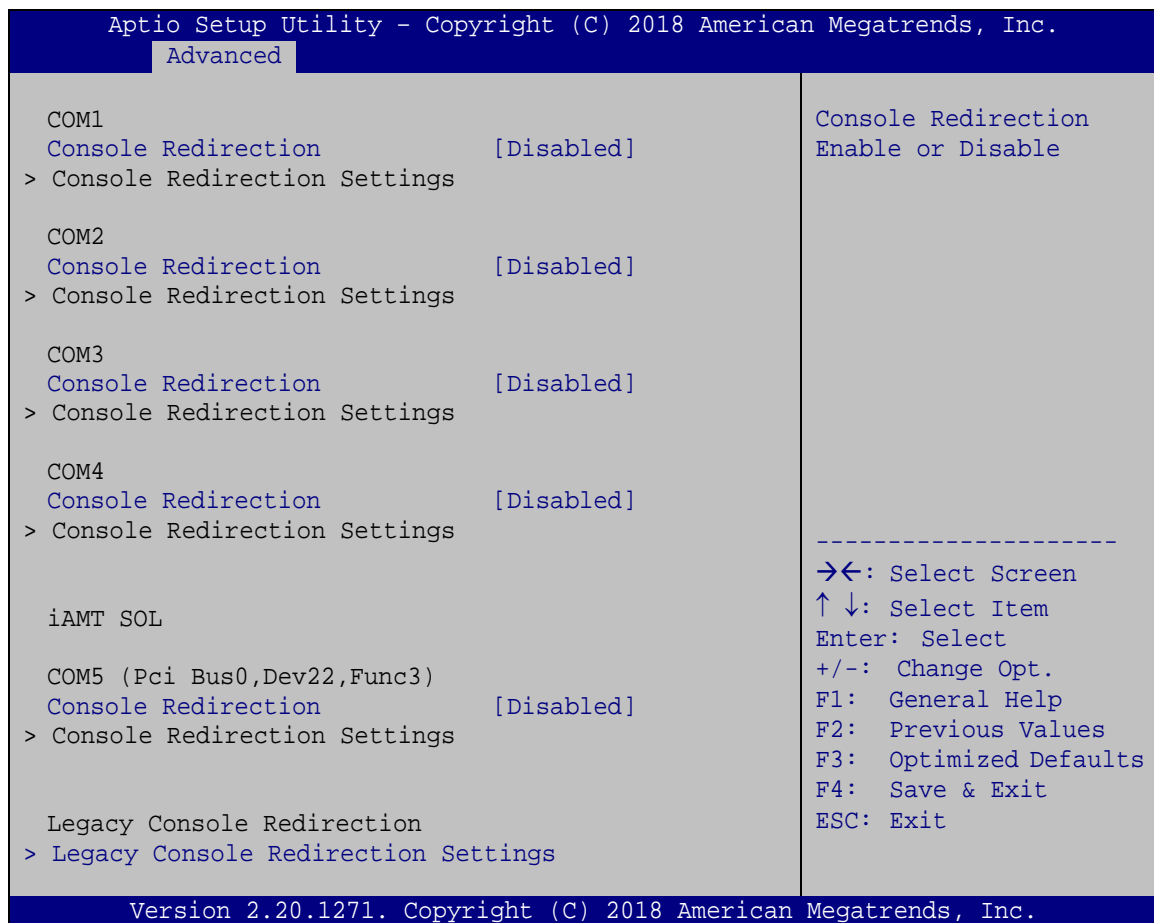 Aptio Setup Utility – Copyright (C) 2018 American Megatrends, Inc.
Advanced
COM1
Console Redirection [Disabled]
> Console Redirection Settings
COM2
Console Redirection [Disabled]
> Console Redirection Settings
COM3
Console Redirection [Disabled]
> Console Redirection Settings
COM4
Console Redirection [Disabled]
> Console Redirection Settings
iAMT SOL
COM5 (Pci Bus0,Dev22,Func3)
Console Redirection [Disabled]
> Console Redirection Settings
Legacy Console Redirection
> Legacy Console Redirection Settings
Console Redirection
Enable or Disable
---------------------
→←: Select Screen
↑ ↓: Select Item
Enter: Select
+/-: Change Opt.
F1: General Help
F2: Previous Values
F3: Optimized Defaults
F4: Save & Exit
ESC: Exit
Version 2.20.1271. Copyright (C) 2018 American Megatrends, Inc.